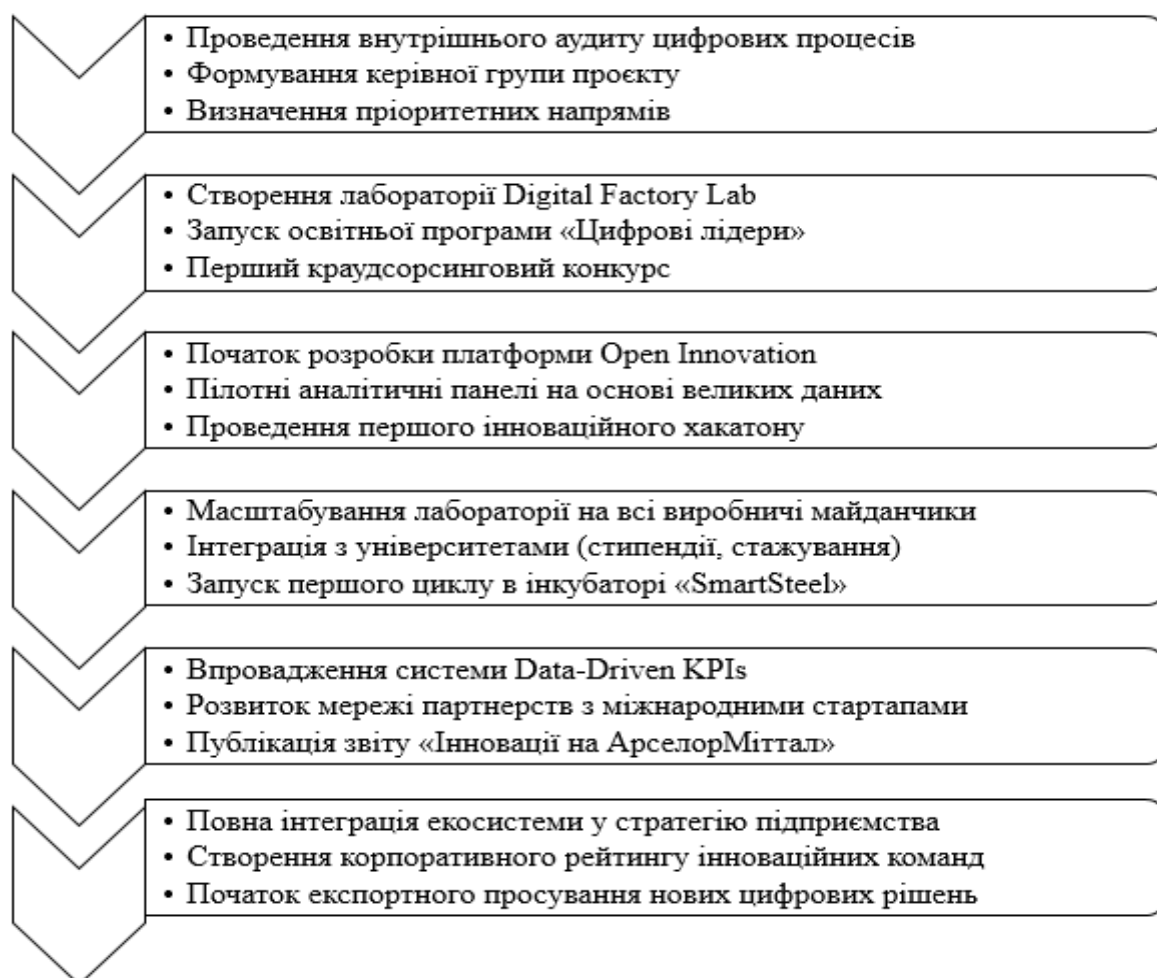 • Проведення внутрішнього аудиту цифрових процесів
• Формування керівної групи проєкту
• Визначення пріоритетних напрямів
• Створення лабораторії Digital Factory Lab
• Запуск освітньої програми «Цифрові лідери»
• Перший краудсорсинговий конкурс
• Початок розробки платформи Open Innovation
• Пілотні аналітичні панелі на основі великих даних
• Проведення першого інноваційного хакатону
• Масштабування лабораторії на всі виробничі майданчики
• Інтеграція з університетами (стипендії, стажування)
• Запуск першого циклу в інкубаторі «SmartSteel»
• Впровадження системи Data-Driven KPIs
• Розвиток мережі партнерств з міжнародними стартапами
• Публікація звіту «Інновації на АрселорМіттал»
• Повна інтеграція екосистеми у стратегію підприємства
• Створення корпоративного рейтингу інноваційних команд
• Початок експортного просування нових цифрових рішень